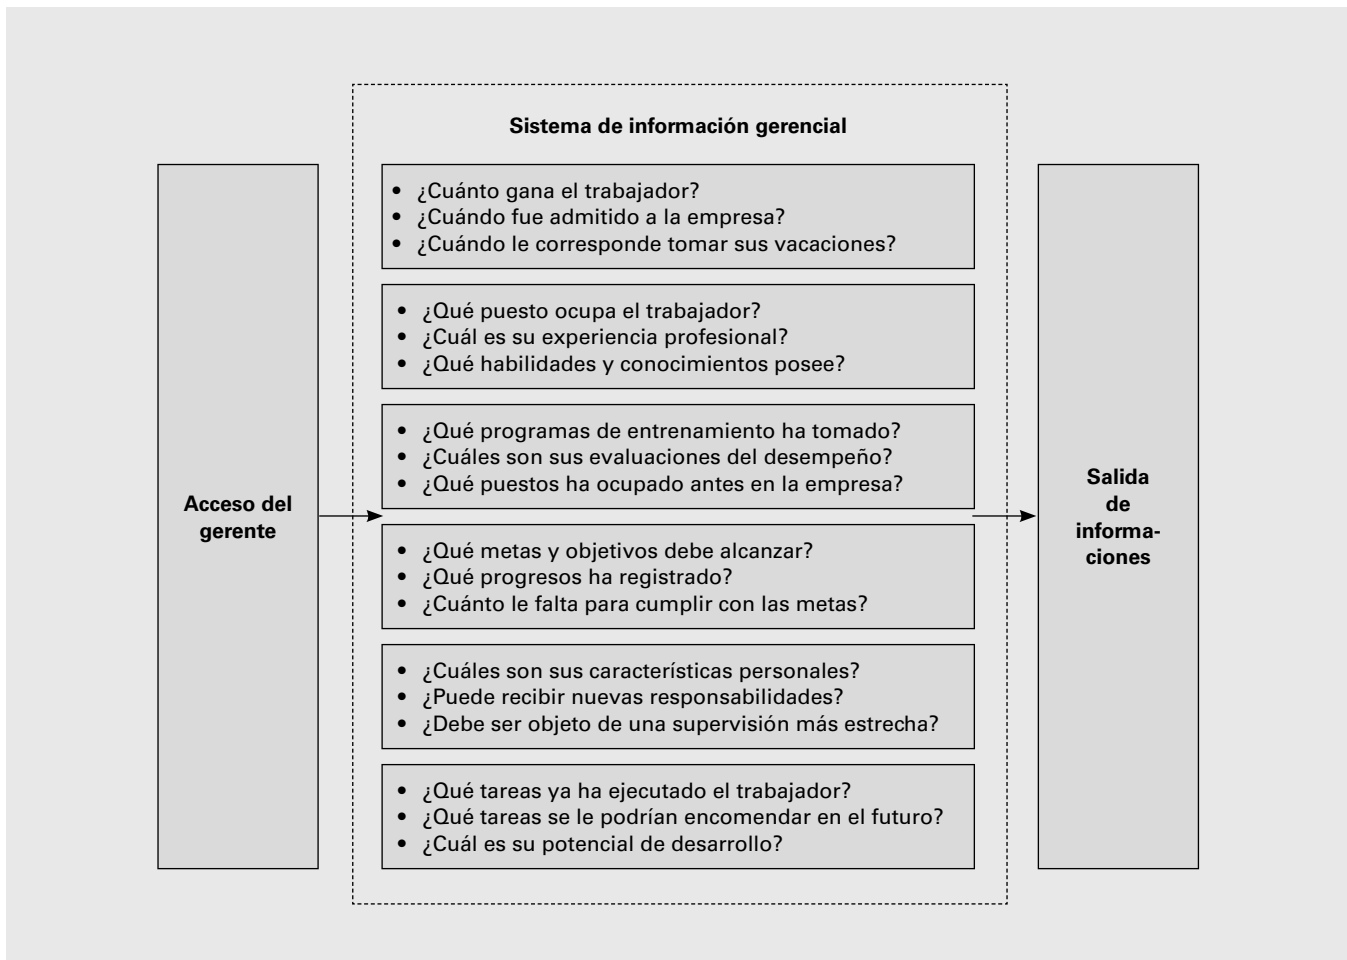 Sistema de información gerencial
Acceso del
gerente
• ¿Cuánto gana el trabajador?
• ¿Cuándo fue admitido a la empresa?
• ¿Cuándo le corresponde tomar sus vacaciones?
• ¿Qué puesto ocupa el trabajador?
• ¿Cuál es su experiencia profesional?
• ¿Qué habilidades y conocimientos posee?
• ¿Qué programas de entrenamiento ha tomado?
• ¿Cuáles son sus evaluaciones del desempeño?
• ¿Qué puestos ha ocupado antes en la empresa?
• ¿Qué metas y objetivos debe alcanzar?
• ¿Qué progresos ha registrado?
• ¿Cuánto le falta para cumplir con las metas?
• ¿Cuáles son sus características personales?
• ¿Puede recibir nuevas responsabilidades?
• ¿Debe ser objeto de una supervisión más estrecha?
• ¿Qué tareas ya ha ejecutado el trabajador?
• ¿Qué tareas se le podrían encomendar en el futuro?
• ¿Cuál es su potencial de desarrollo?
Salida
de
informa-
ciones